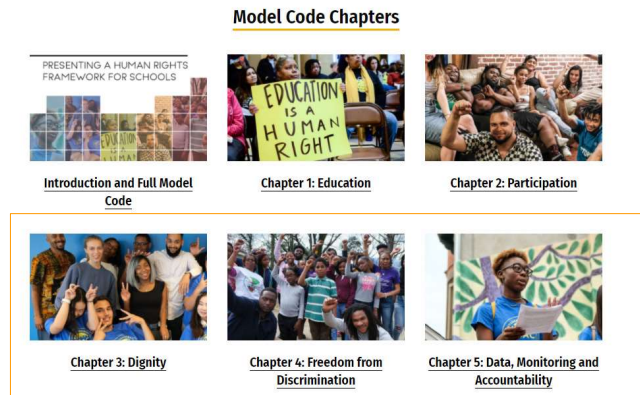 Model Code Chapters
PRESENTING A HUMAN RIGHTS
FRAMEWORK FOR SCHOOLS
EDUCATION
IS A
HUMAN
RIGHT
Introduction and Full Model
Code
Chapter 1: Education
Chapter 2: Participation
Chapter 3: Dignity
Chapter 4: Freedom from
Discrimination
Chapter 5: Data, Monitoring and
Accountability